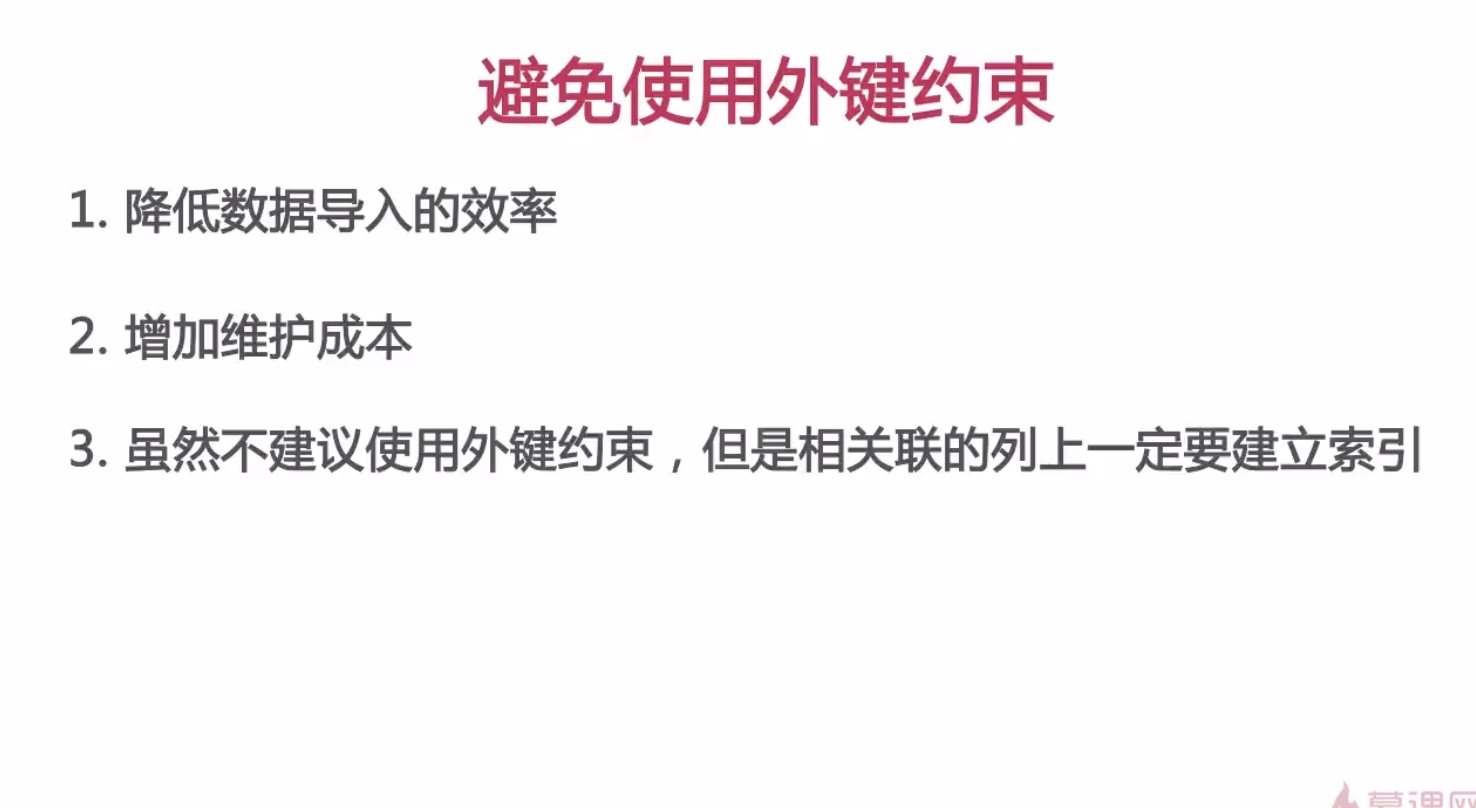 避免使用外键约束
1. 降低数据导入的效率
2. 增加维护成本
3. 虽然不建议使用外键约束，但是相关联的列上一定要建立索引
慕课网